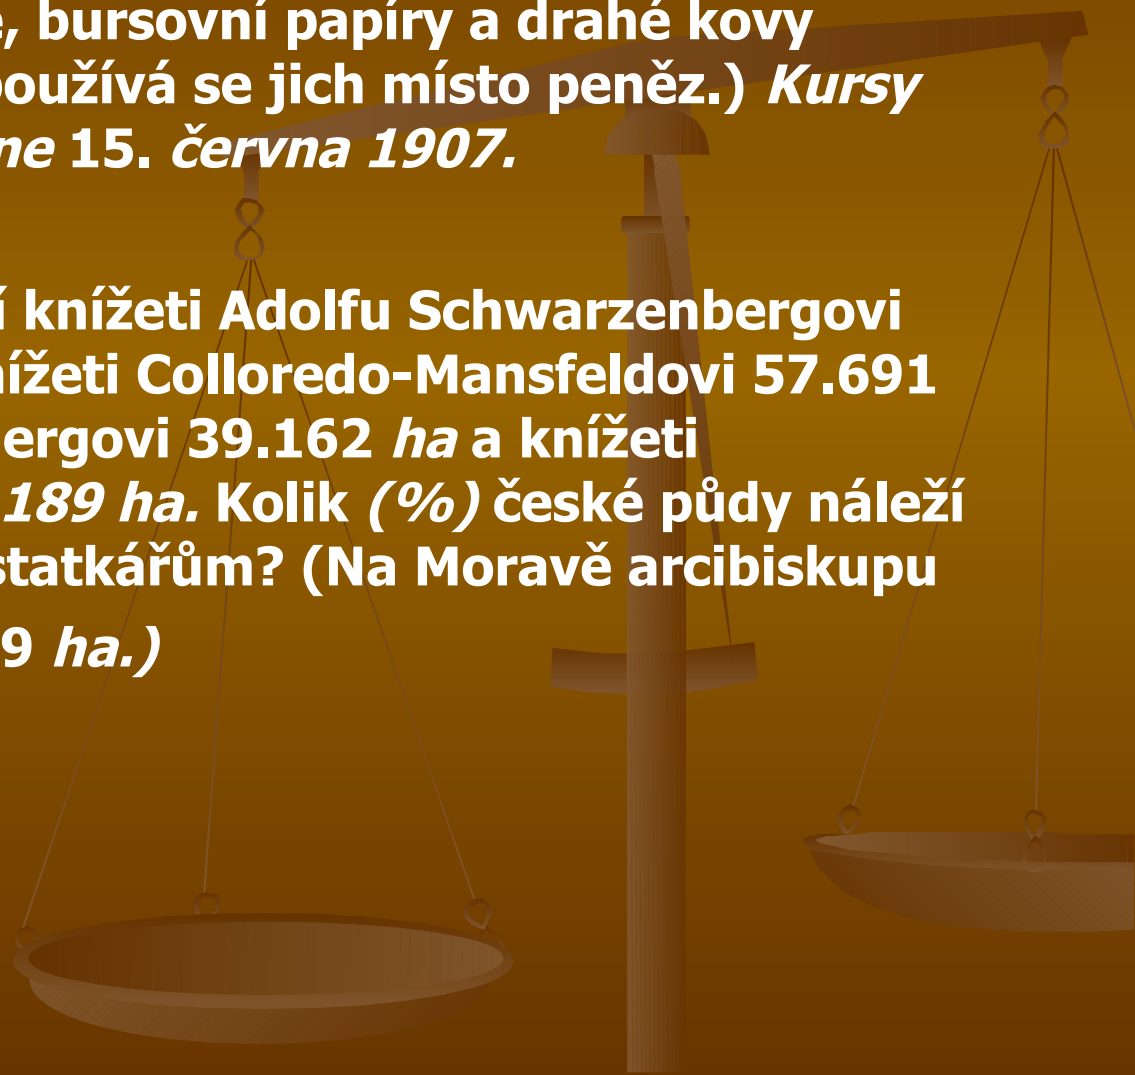 , bursovní papíry a drahé kovy
používá se jich místo peněz.) Kursy
ne 15. června 1907.
í knížeti Adolfu Schwarzenbergovi
nížeti Colloredo-Mansfeldovi 57.691
ergovi 39.162 ha a knížeti
189 ha. Kolik (%) české půdy náleží
statkářům? (Na Moravě arcibiskupu
9 ha.)